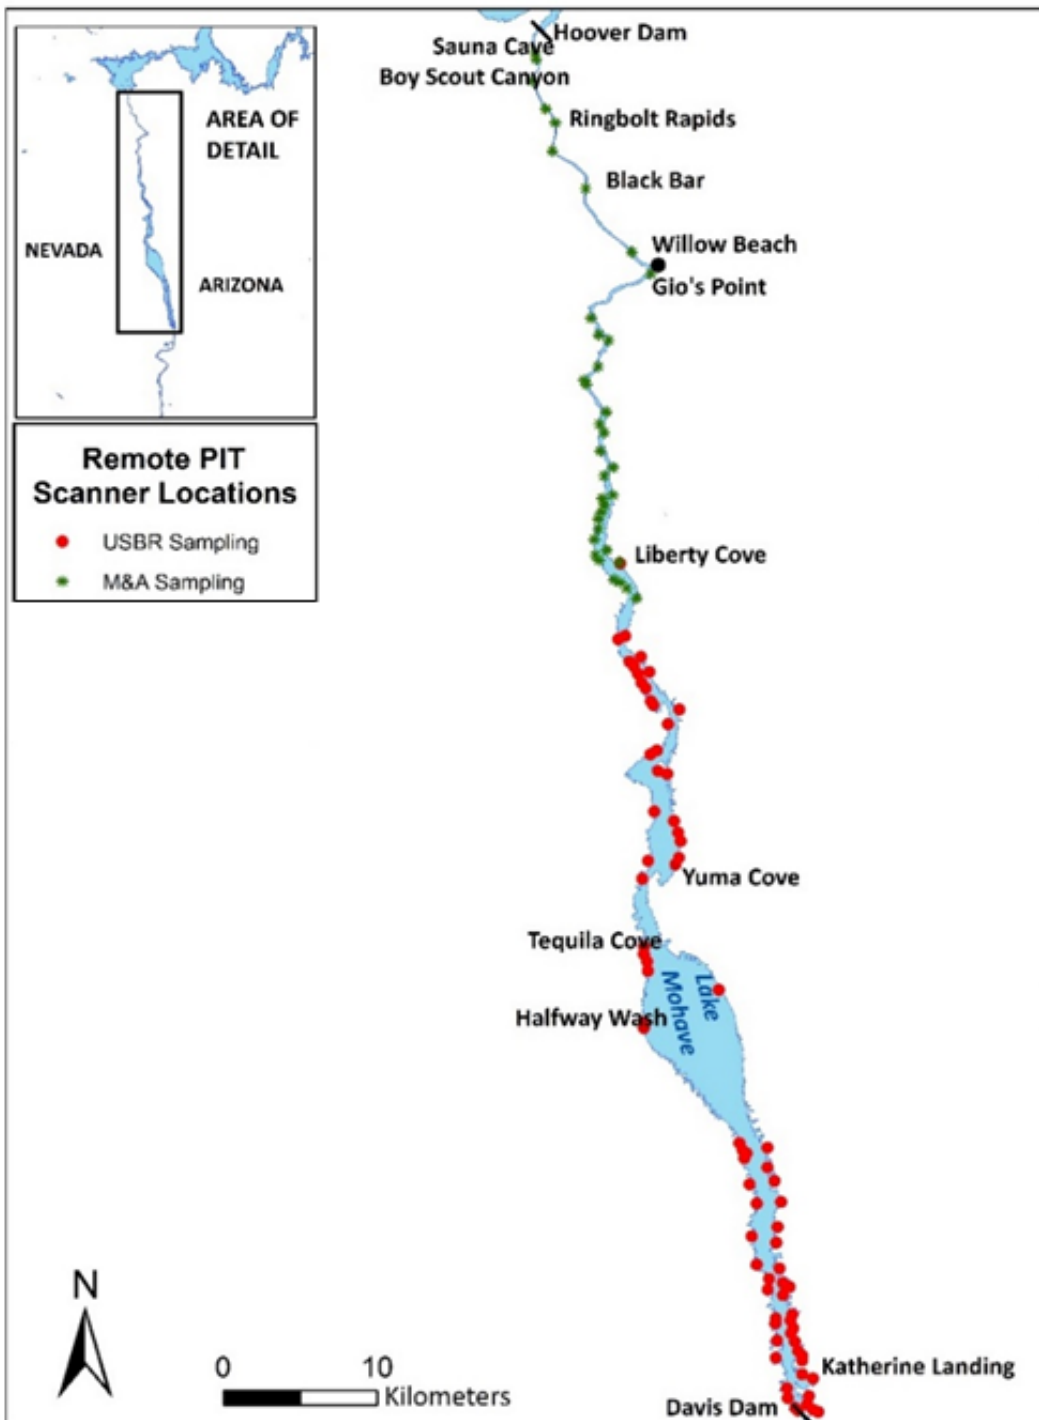 Hoover Dam
Sauna Cave
Boy Scout Canyon
Ringbolt Rapids
Black Bar
Willow Beach
Gio's Point
AREA OF
DETAIL
NEVADA
ARIZONA
Remote PIT
Scanner Locations
USBR Sampling
M&A Sampling
Liberty Cove
Yuma Cove
Tequila Cove
Lake
Mohave
Halfway Wash
N
0 10
Kilometers
Katherine Landing
Davis Dam